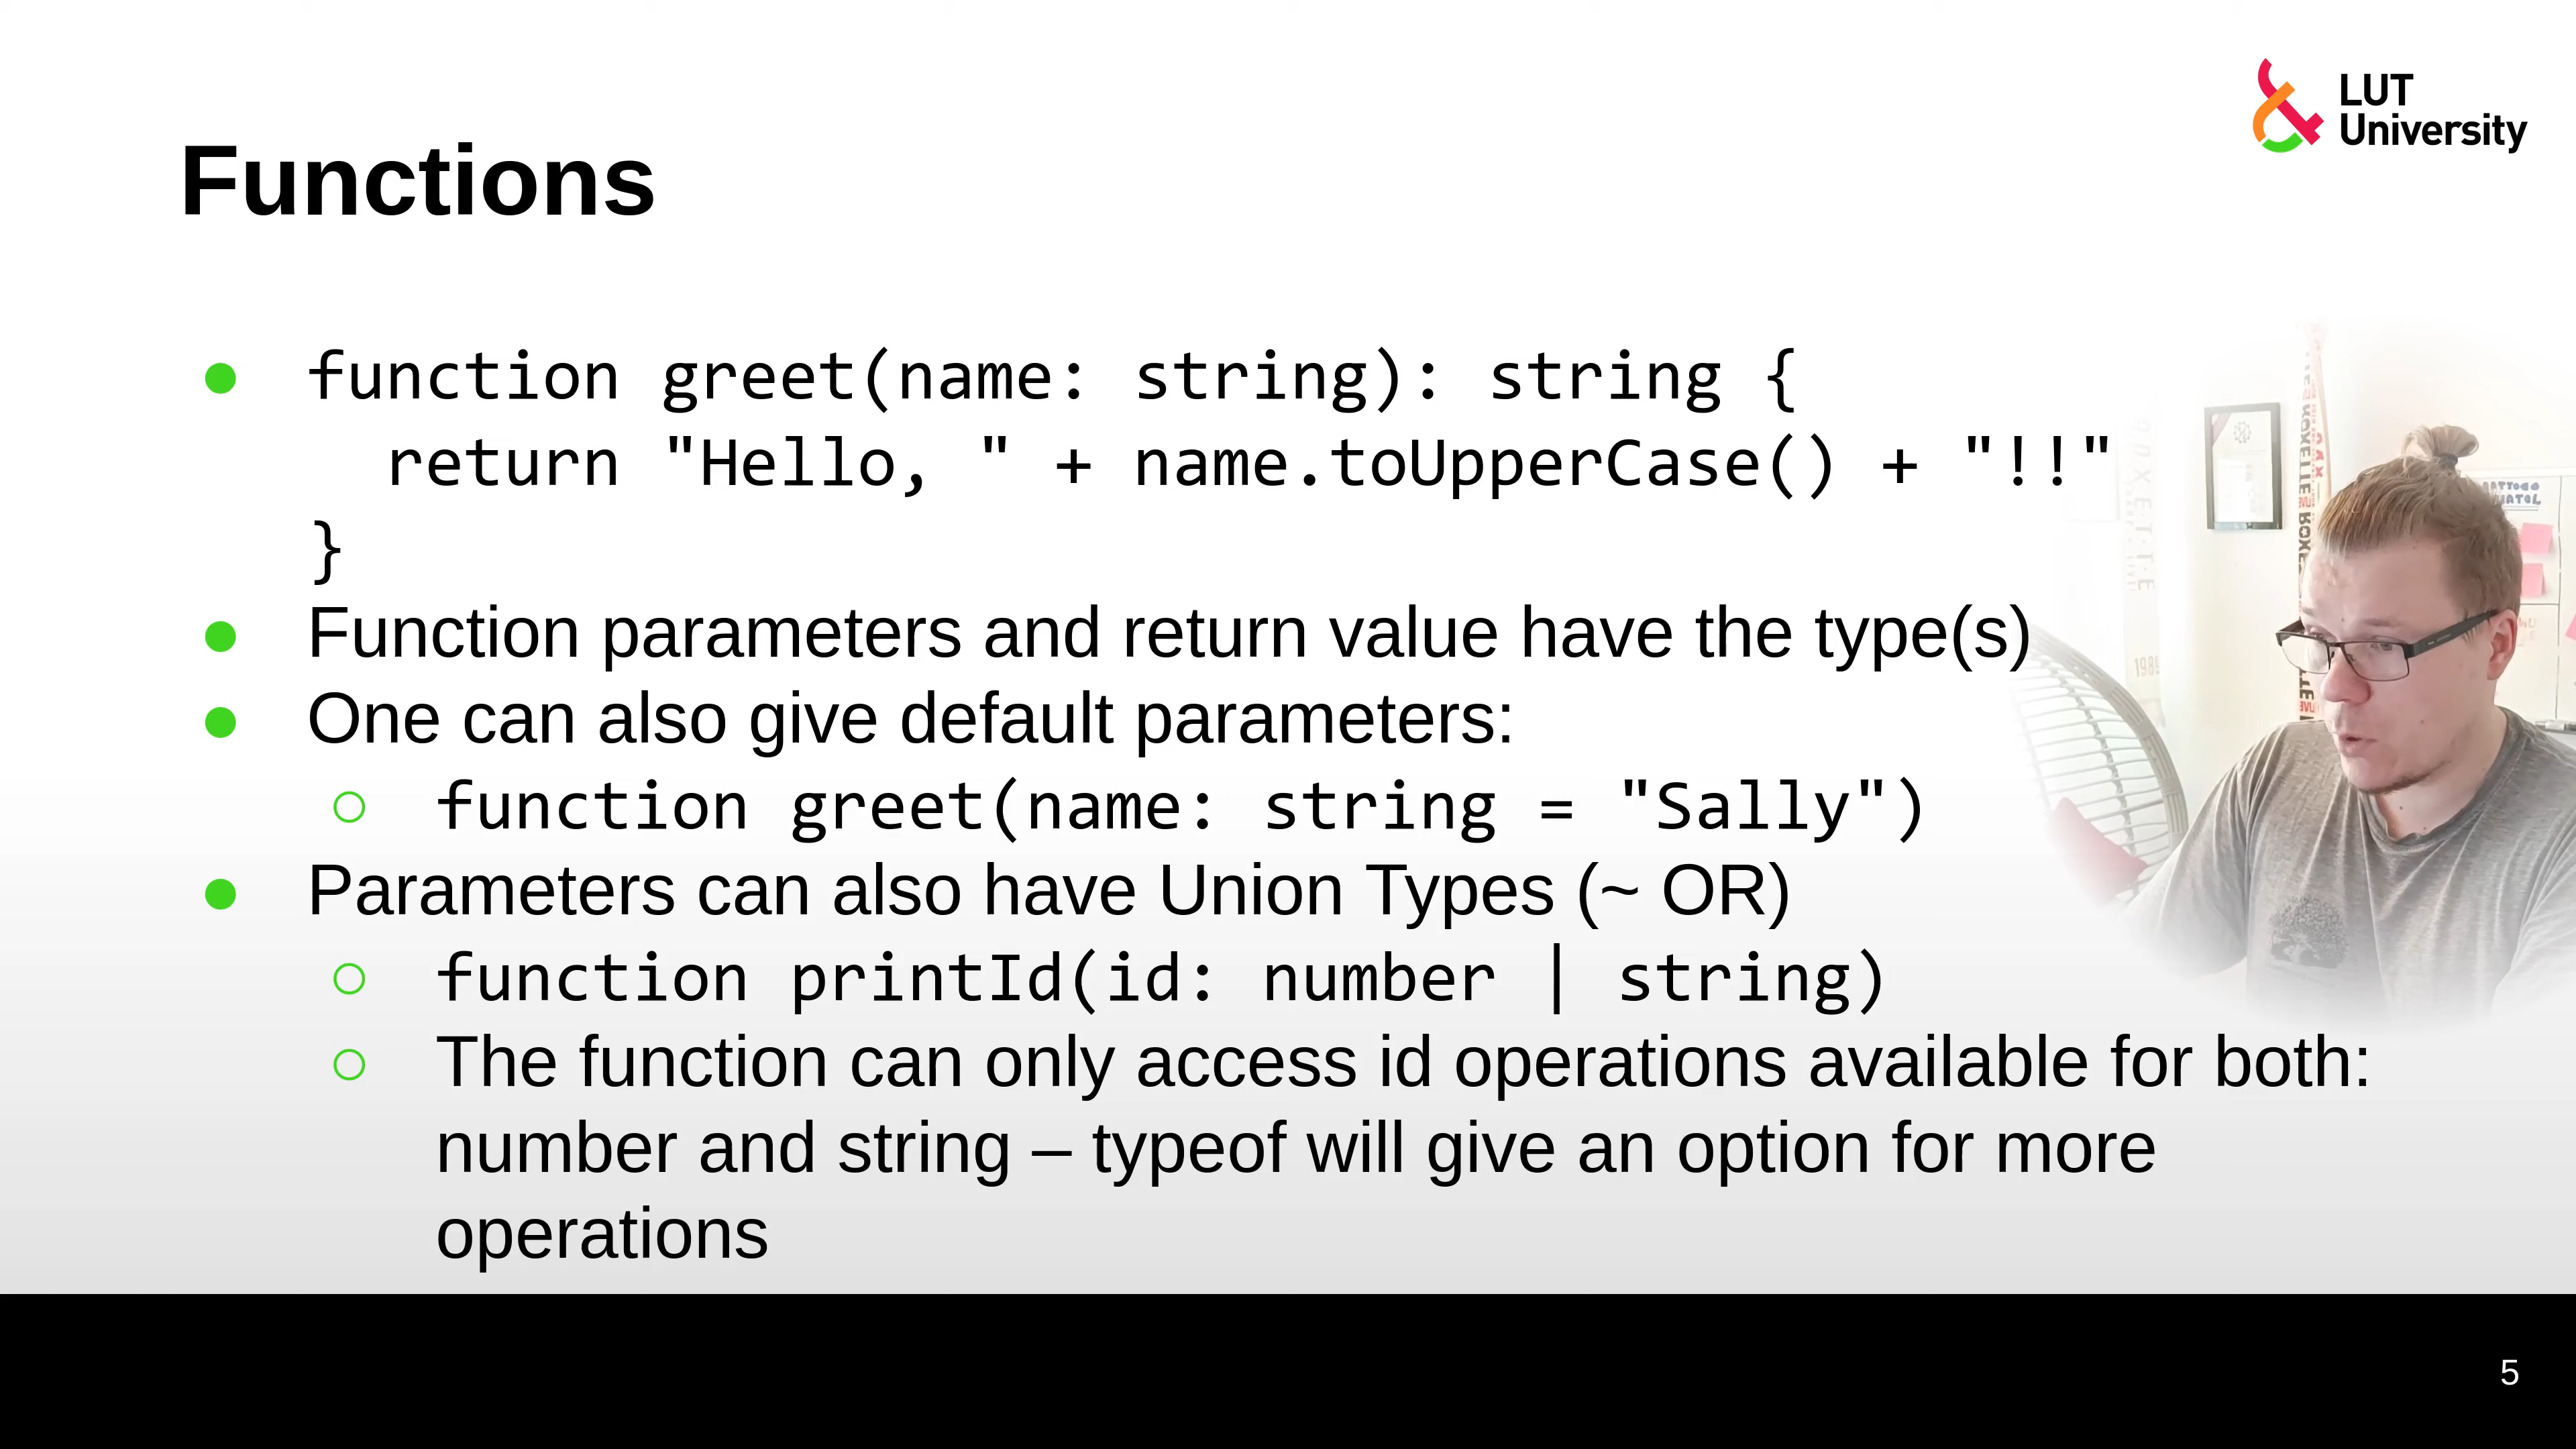 LUT
University
Functions
● function greet(name: string): string {
return "Hello, " + name.toUpperCase() + "!!"
}
● Function parameters and return value have the type(s)
● One can also give default parameters:
○ function greet(name: string = "Sally")
● Parameters can also have Union Types (~ OR)
○ function printId(id: number | string)
○ The function can only access id operations available for both:
number and string – typeof will give an option for more
operations
5